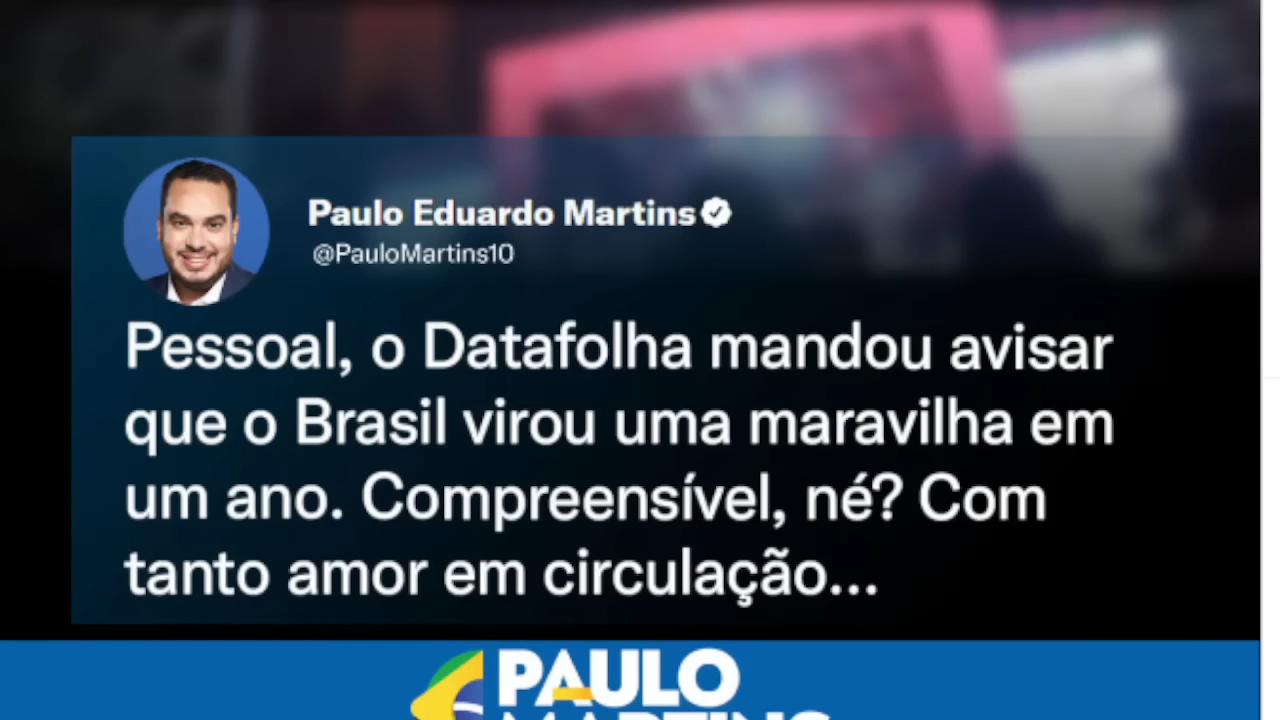 Paulo Eduardo Martins
@PauloMartins10
Pessoal, o Datafolha mandou avisar
que o Brasil virou uma maravilha em
um ano. Compreensível, né? Com
tanto amor em circulação...
PAULO
MARTINS